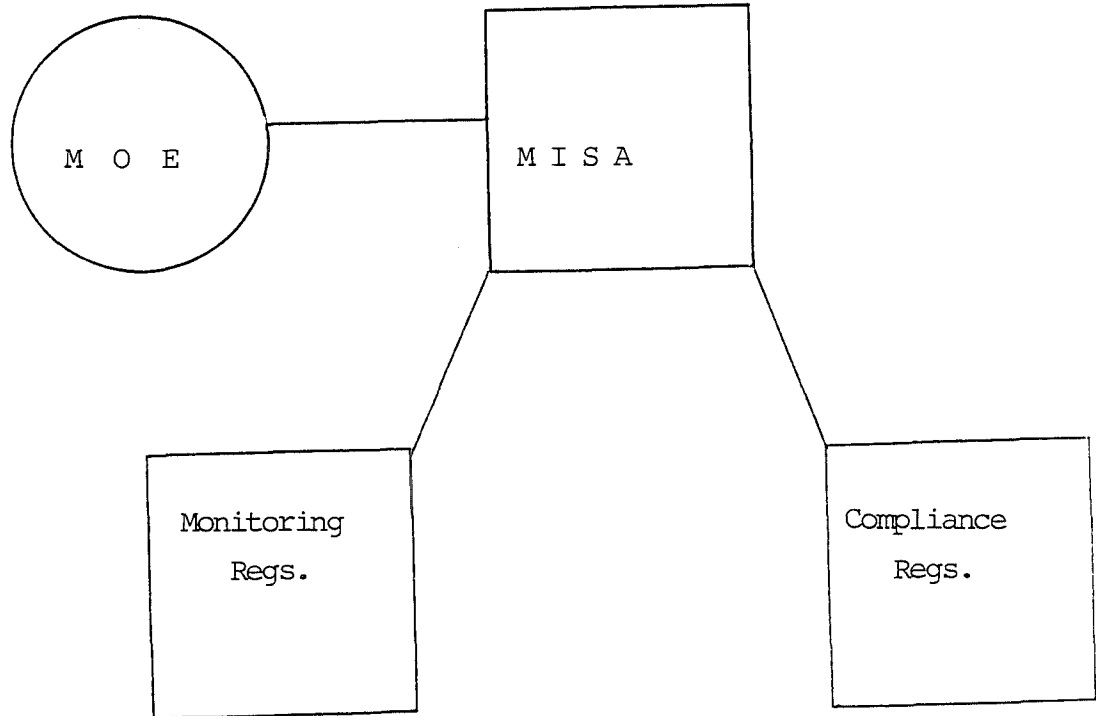 M O E
M I S A
Monitoring
Regs.
Compliance
Regs.